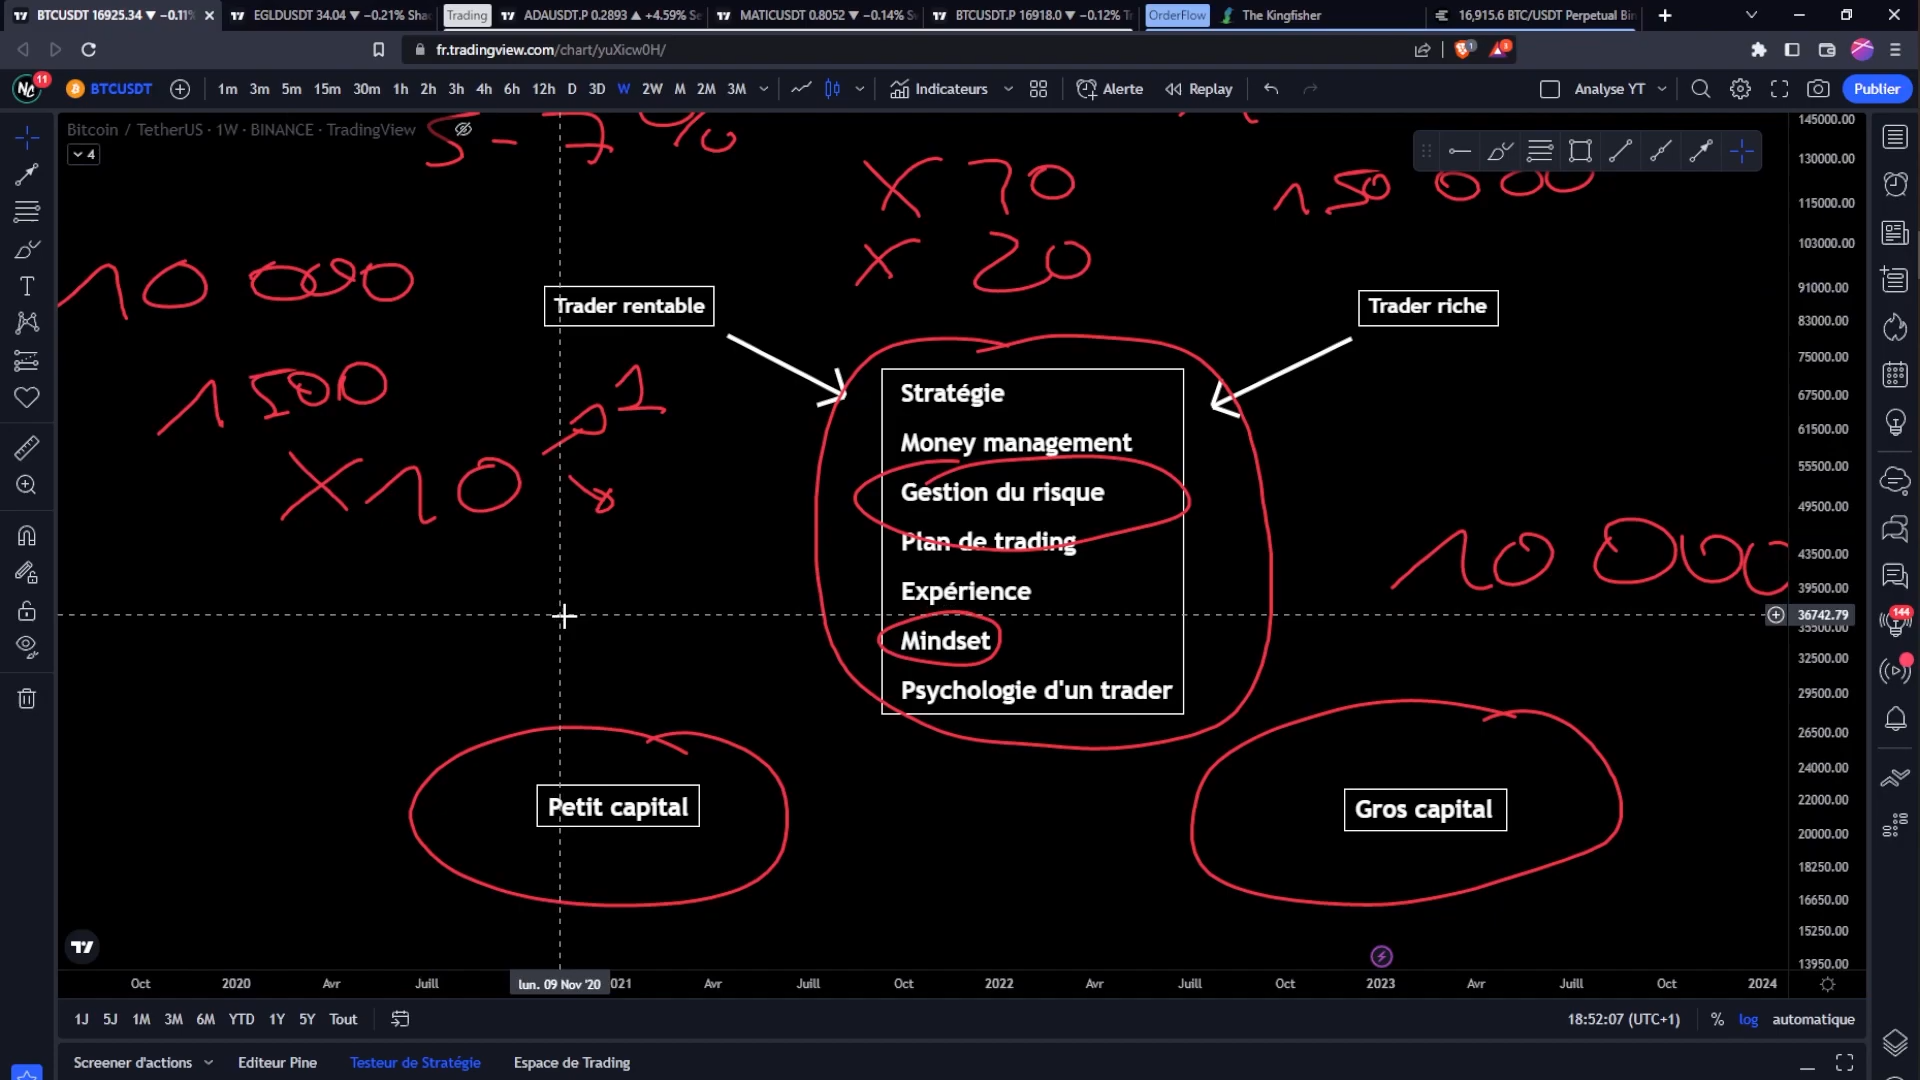 BTCUSDT 16925.34 ▼ −0.11% EGLDUSDT 34.04 ▼ −0.21% Sha Trading ADAUSDT.P 0.2893 ▲ +4.59% Se MATICUSDT 0.8052 ▼ −0.14% S BTCUSDT.P 16918.0 ▼ −0.12% T OrderFlow The Kingfisher 16,915.6 BTC/USDT Perpetual Bin
fr.tradingview.com/chart/yuXicw0H/
11 BTCUSDT 1m 3m 5m 15m 30m 1h 2h 3h 4h 6h 12h D 3D W 2W M 2M 3M Indicateurs Alerte Replay Analyse YT Publier
Bitcoin / TetherUS · 1W · BINANCE · TradingView
4
5 - 7 %
X 70
150 000
X 20
10 000
Trader rentable
Trader riche
1 500
X 10
1
Stratégie
Money management
Gestion du risque
Plan de trading
Expérience
Mindset
Psychologie d'un trader
10 000
Petit capital
Gros capital
145000.00
130000.00
115000.00
103000.00
91000.00
83000.00
75000.00
67500.00
61500.00
55500.00
49500.00
43500.00
39500.00
36742.79
35500.00
32500.00
29500.00
26500.00
24000.00
22000.00
20000.00
18250.00
16650.00
15250.00
13950.00
144
Oct 2020 Avr Juill lun. 09 Nov '20 021 Avr Juill Oct 2022 Avr Juill Oct 2023 Avr Juill Oct 2024
1J 5J 1M 3M 6M YTD 1Y 5Y Tout 18:52:07 (UTC+1) % log automatique
Screener d'actions Editeur Pine Testeur de Stratégie Espace de Trading